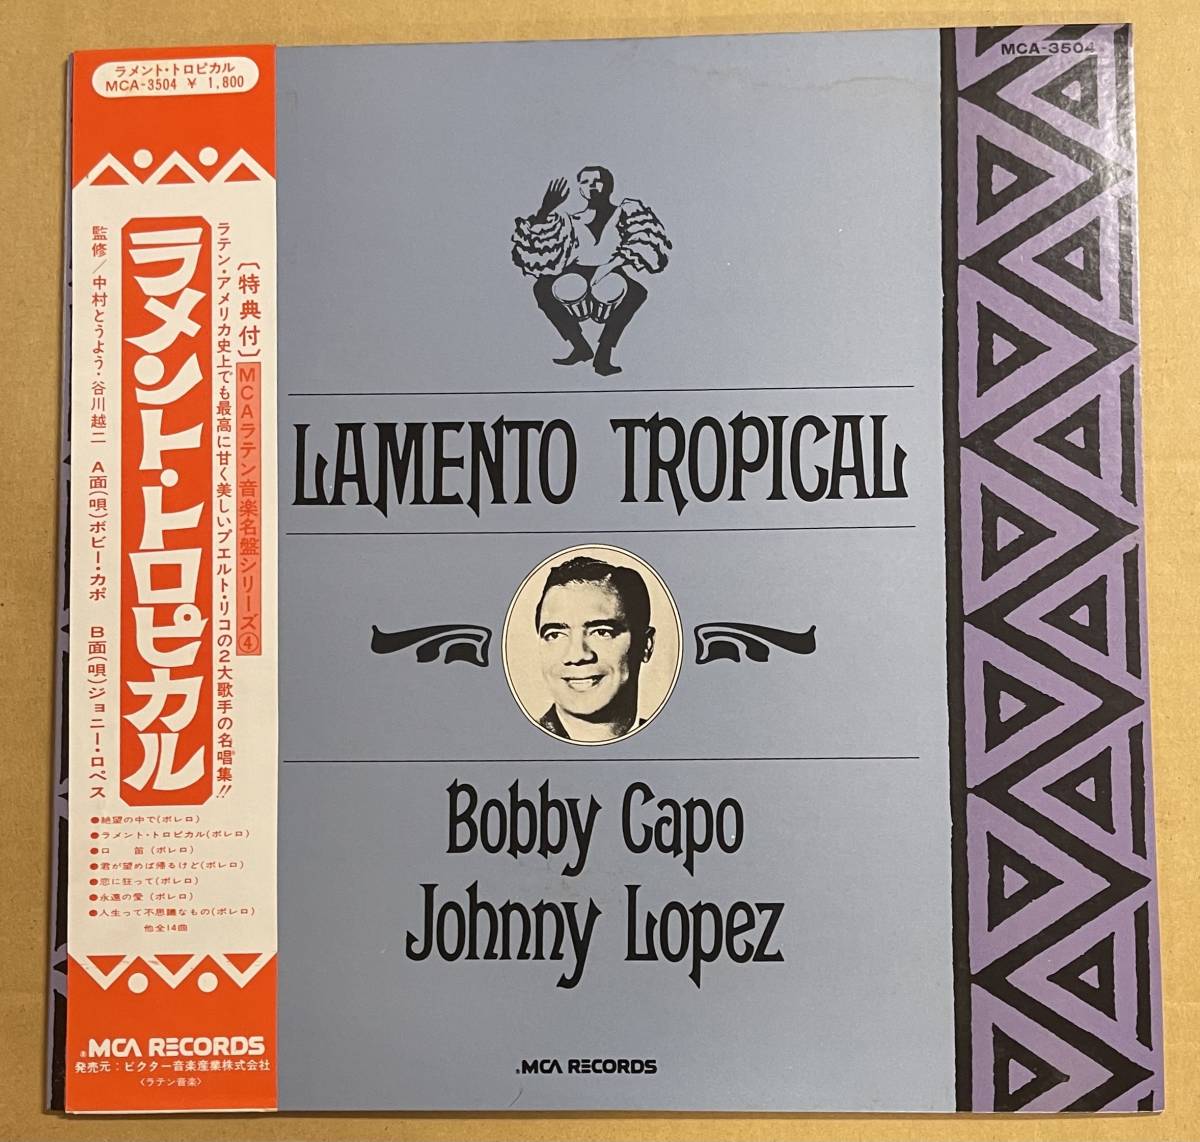 ラメント・トロピカル
MCA-3504 ¥ 1,800
〔特典付〕MCAラテン音楽名盤シリーズ④
ラテン・アメリカ史上でも最高に甘く美しいプエルト・リコの2大歌手の名唱集!!
ラメント・トロピカル
監修/中村とうよう・谷川越二 A面(唄)ボビー・カポ B面(唄)ジョニー・ロペス
●絶望の中で(ボレロ)
●ラメント・トロピカル(ボレロ)
●口笛(ボレロ)
●君が望めば帰るけど(ボレロ)
●恋に狂って(ボレロ)
●永遠の愛(ボレロ)
●人生って不思議なもの(ボレロ)
他全14曲
MCA RECORDS
発売元:ビクター音楽産業株式会社
〈ラテン音楽〉
MCA-3504
LAMENTO TROPICAL
Bobby Capo
Johnny Lopez
MCA RECORDS